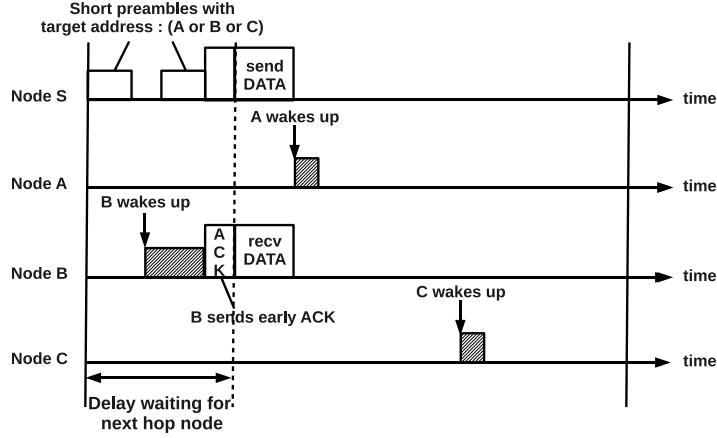 Short preambles with
target address : (A or B or C)
send
DATA
Node S
time
A wakes up
Node A
time
B wakes up
A
C
K
recv
DATA
Node B
time
C wakes up
B sends early ACK
Node C
time
Delay waiting for
next hop node